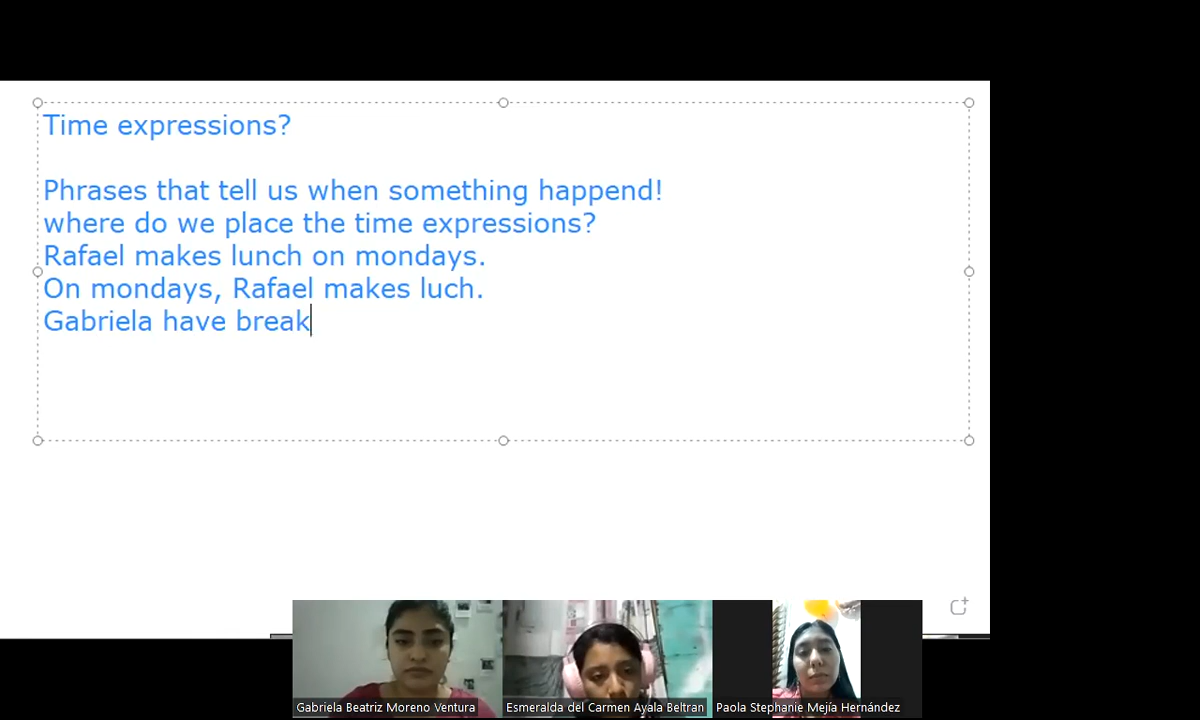 Time expressions?
Phrases that tell us when something happend!
where do we place the time expressions?
Rafael makes lunch on mondays.
On mondays, Rafael makes luch.
Gabriela have break
Gabriela Beatriz Moreno Ventura
Esmeralda del Carmen Ayala Beltran
Paola Stephanie Mejía Hernández